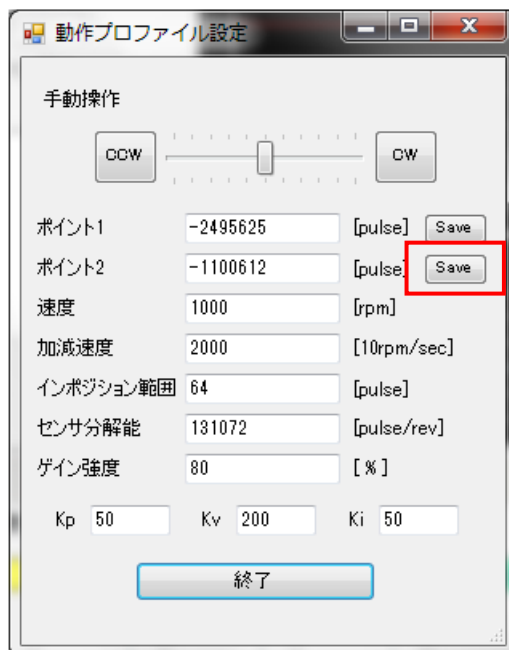 動作プロファイル設定
手動操作
CCW CW
ポイント1 -2495625 [pulse] Save
ポイント2 -1100612 [pulse] Save
速度 1000 [rpm]
加減速度 2000 [10rpm/sec]
インポジション範囲 64 [pulse]
センサ分解能 131072 [pulse/rev]
ゲイン強度 80 [%]
Kp 50 Kv 200 Ki 50
終了